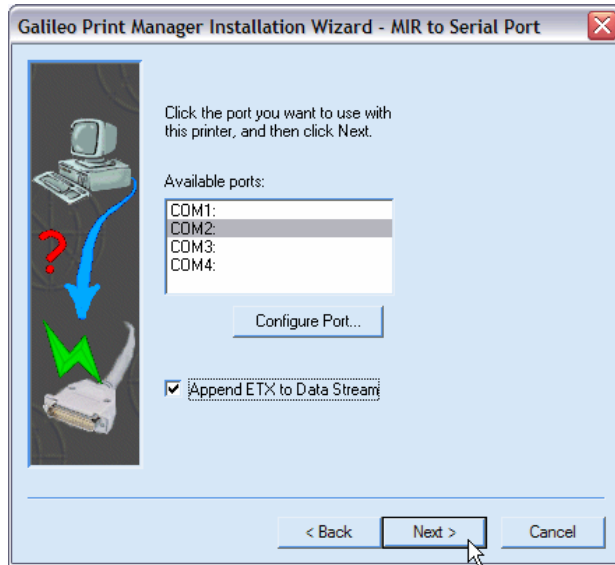 Galileo Print Manager Installation Wizard - MIR to Serial Port
Click the port you want to use with
this printer, and then click Next.
Available ports:
COM1:
COM2:
COM3:
COM4:
Configure Port...
Append ETX to Data Stream
< Back Next > Cancel